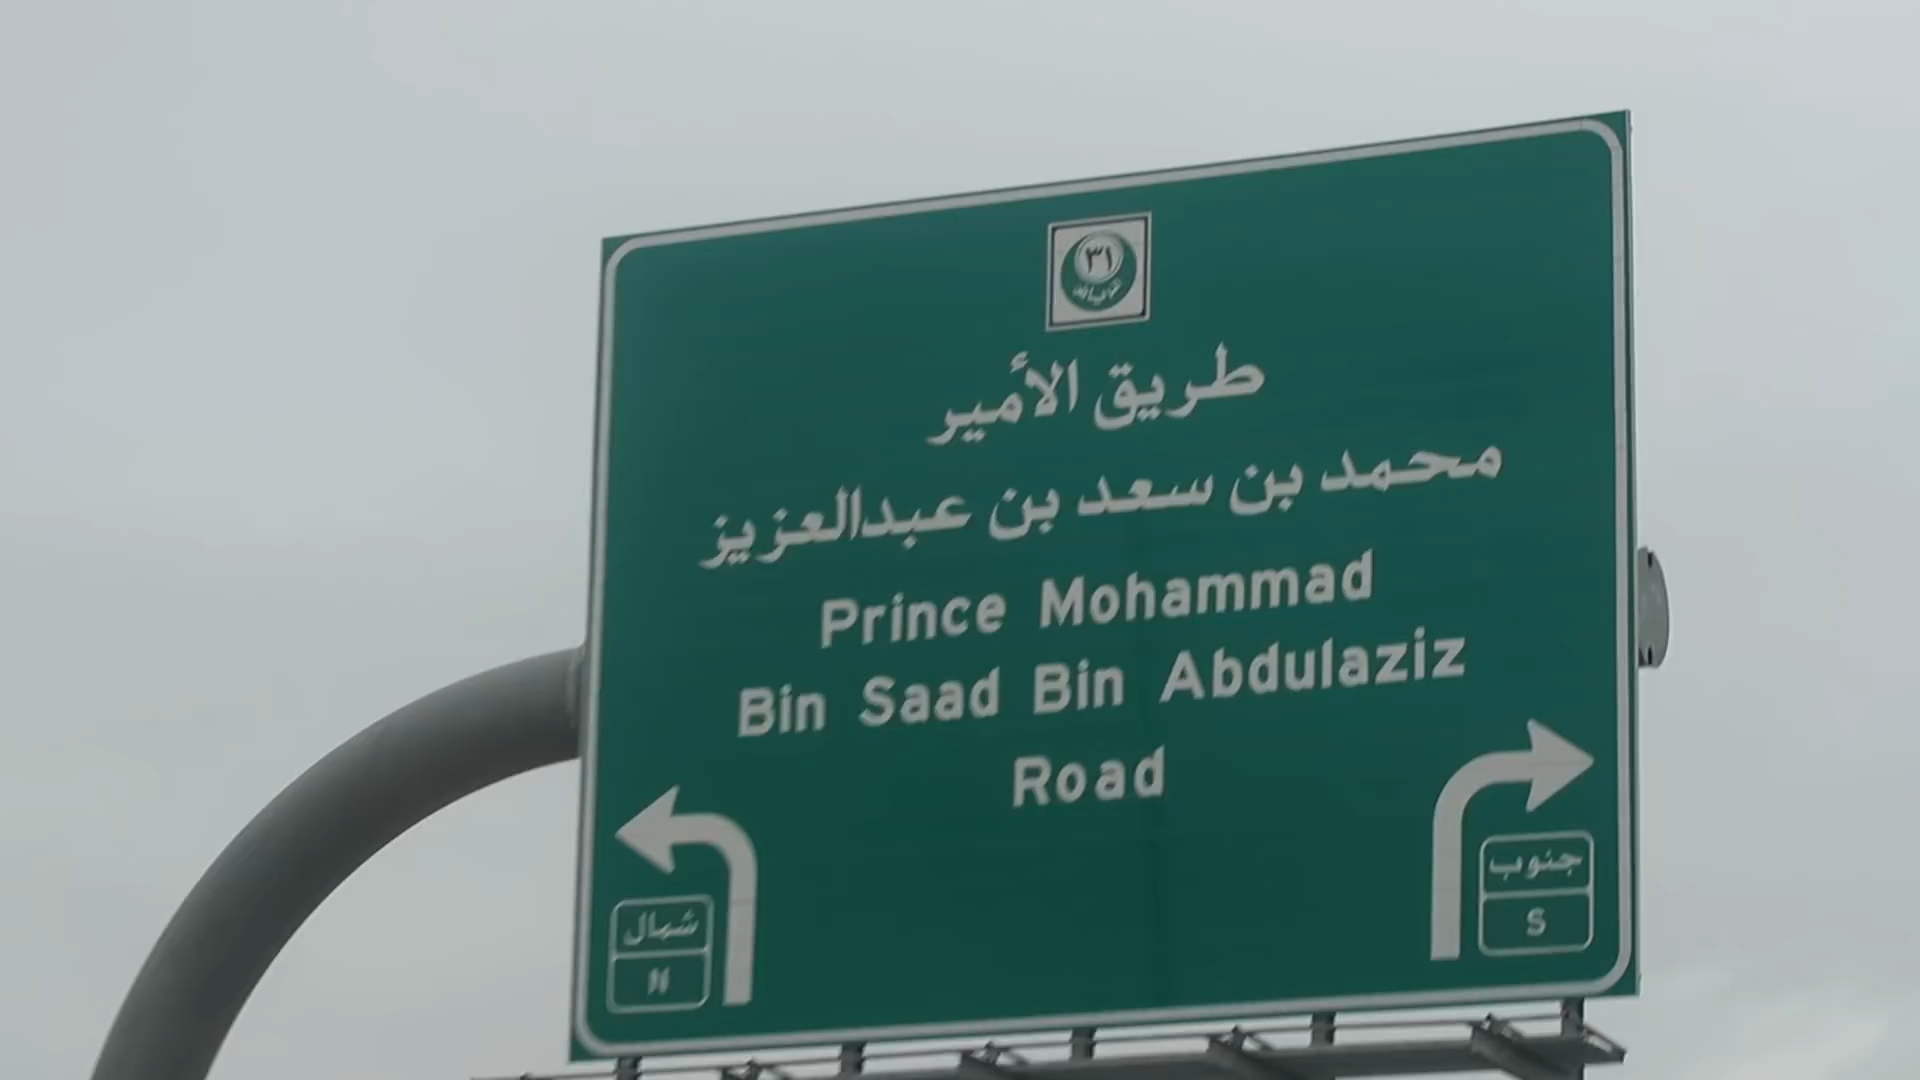 ٣١
طريق الأمير
محمد بن سعد بن عبدالعزيز
Prince Mohammad
Bin Saad Bin Abdulaziz
Road
شمال
N
جنوب
S